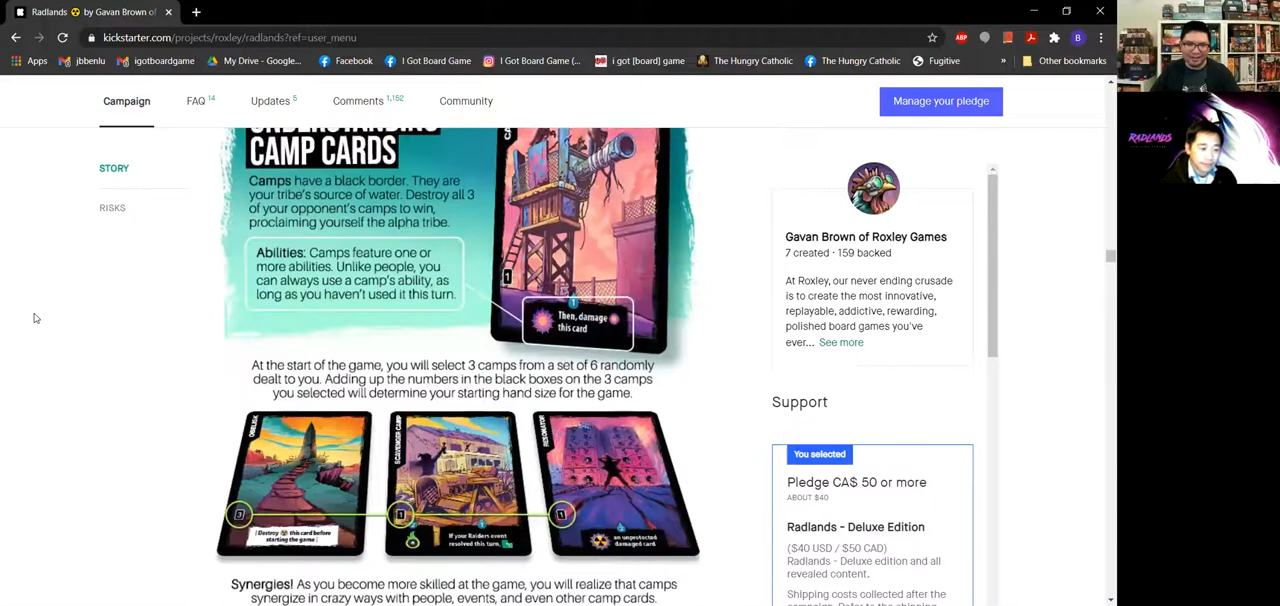 Radlands ☢ by Gavan Brown of
kickstarter.com/projects/roxley/radlands?ref=user_menu
ABP
B
Apps
jbbenlu
igotboardgame
My Drive - Google...
Facebook
I Got Board Game
I Got Board Game (...
i got [board] game
The Hungry Catholic
The Hungry Catholic
Fugitive
»
Other bookmarks
Campaign
FAQ 14
Updates 5
Comments 1,152
Community
Manage your pledge
STORY
RISKS
UNDERSTANDING
CAMP CARDS
Camps have a black border. They are
your tribe's source of water. Destroy all 3
of your opponent's camps to win,
proclaiming yourself the alpha tribe.
Abilities: Camps feature one or
more abilities. Unlike people, you
can always use a camp's ability, as
long as you haven't used it this turn.
1
1
Then, damage
this card
At the start of the game, you will select 3 camps from a set of 6 randomly
dealt to you. Adding up the numbers in the black boxes on the 3 camps
you selected will determine your starting hand size for the game.
OBELISK
3
[Destroy this card before
starting the game]
SCAVENGER CAMP
1
If your Raiders event
resolved this turn.
RESONATOR
1
an unprotected
damaged card.
Synergies! As you become more skilled at the game, you will realize that camps
synergize in crazy ways with people, events, and even other camp cards.
Gavan Brown of Roxley Games
7 created · 159 backed
At Roxley, our never ending crusade
is to create the most innovative,
replayable, addictive, rewarding,
polished board games you've
ever... See more
Support
You selected
Pledge CA$ 50 or more
ABOUT $40
Radlands - Deluxe Edition
($40 USD / $50 CAD)
Radlands - Deluxe edition and all
revealed content.
Shipping costs collected after the
RADLANDS